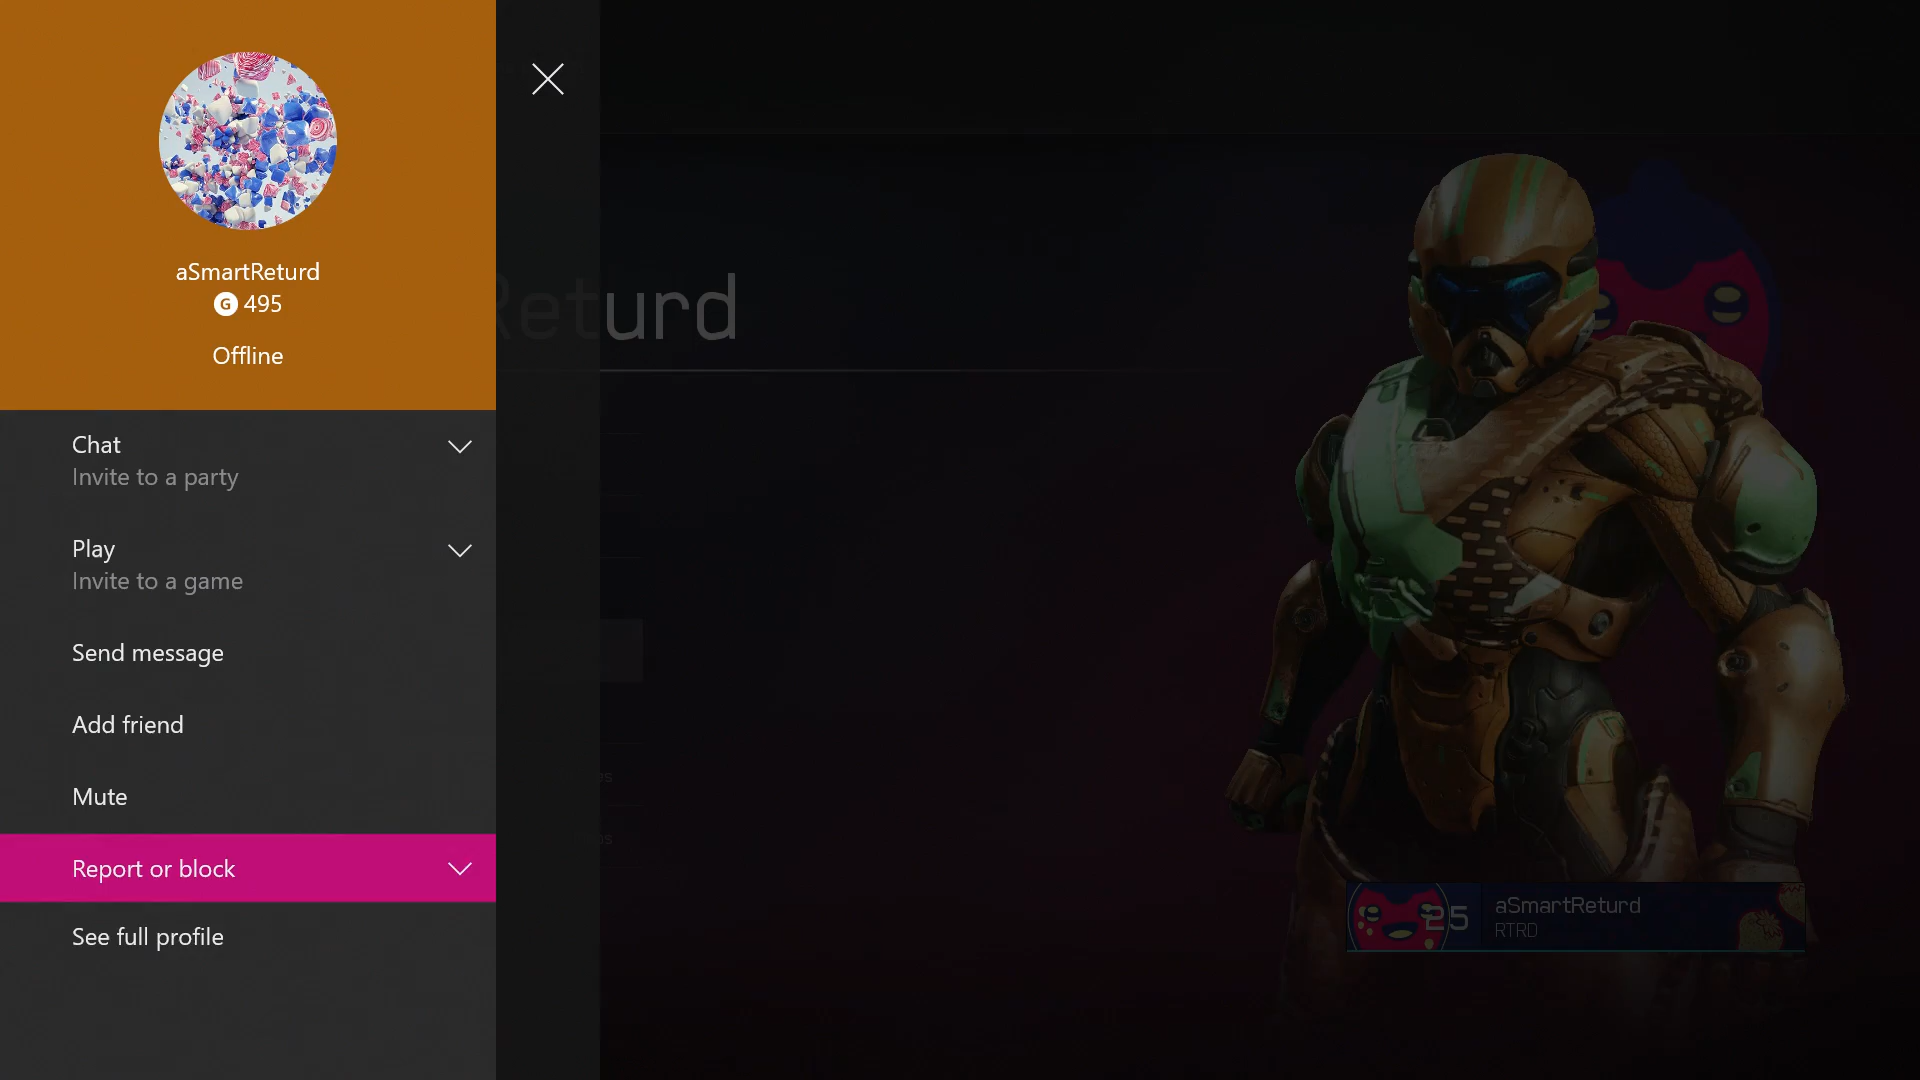 aSmartReturd
G 495
Offline
Chat
Invite to a party
Play
Invite to a game
Send message
Add friend
Mute
Report or block
See full profile
Returd
25
aSmartReturd
RTRD